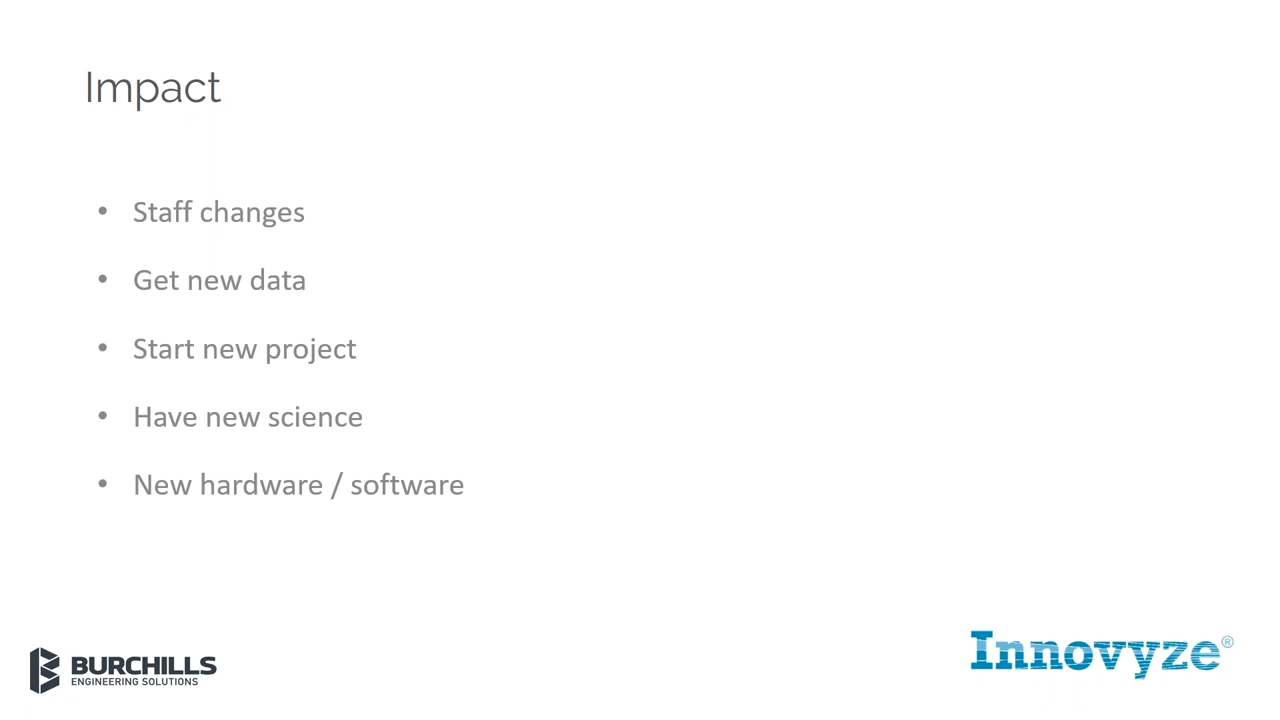 Impact
• Staff changes
• Get new data
• Start new project
• Have new science
• New hardware / software
BURCHILLS
ENGINEERING SOLUTIONS
Innovyze®